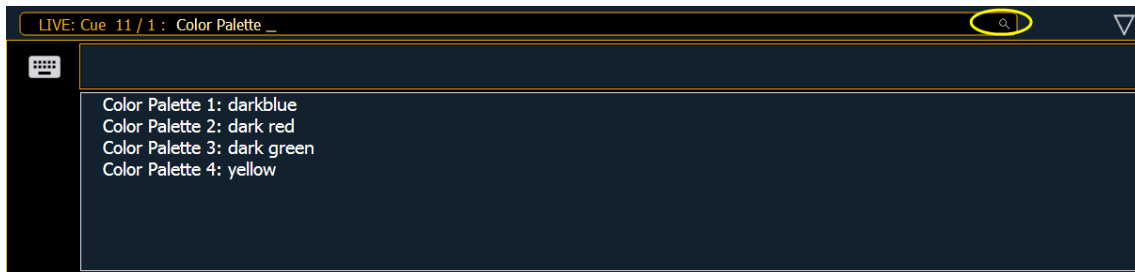 LIVE: Cue 11 / 1 : Color Palette _
Color Palette 1: darkblue
Color Palette 2: dark red
Color Palette 3: dark green
Color Palette 4: yellow